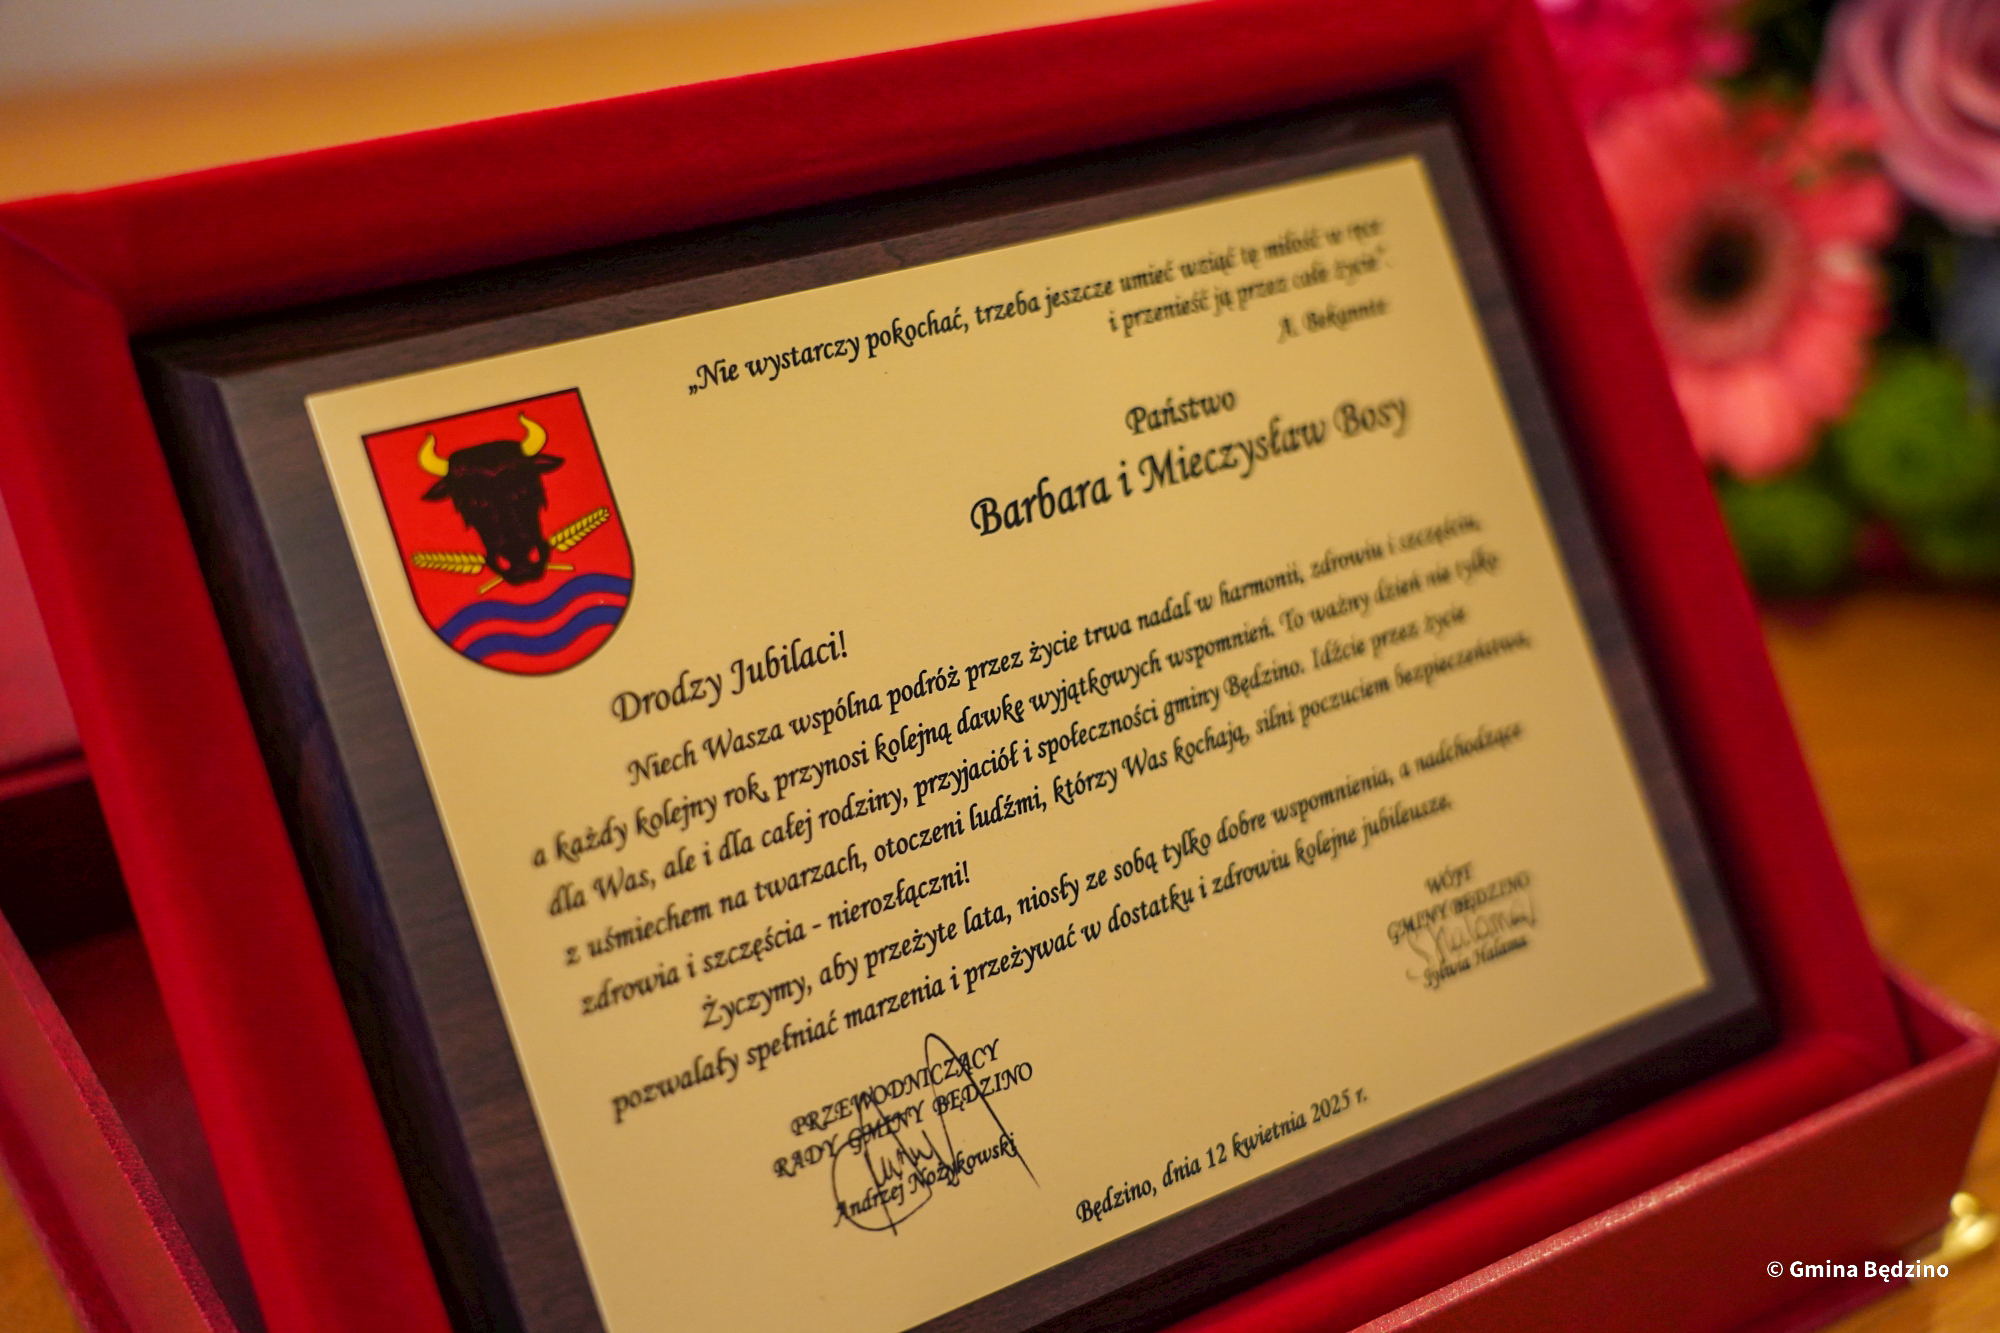 „Nie wystarczy pokochać, trzeba jeszcze umieć wziąć tę miłość w ręce
i przenieść ją przez całe życie".
A.
Państwo
Barbara i Mieczysław Bosy
Drodzy Jubilaci!
Niech Wasza wspólna podróż przez życie trwa nadal w harmonii, zdrowiu i szczęściu,
a każdy kolejny rok, przynosi kolejną dawkę wyjątkowych wspomnień. To ważny dzień nie tylko
dla Was, ale i dla całej rodziny, przyjaciół i społeczności gminy Będzino. Idźcie przez życie
z uśmiechem na twarzach, otoczeni ludźmi, którzy Was kochają, silni poczuciem bezpieczeństwa,
zdrowia i szczęścia - nierozłączni!
Życzymy, aby przeżyte lata, niosły ze sobą tylko dobre wspomnienia, a nadchodzące
pozwalały spełniać marzenia i przeżywać w dostatku i zdrowiu kolejne jubileusze.
WÓJT
GMINY BĘDZINO
Sylwia Halama
PRZEWODNICZĄCY
RADY GMINY BĘDZINO
Andrzej Nożykowski
Będzino, dnia 12 kwietnia 2025 r.
© Gmina Będzino